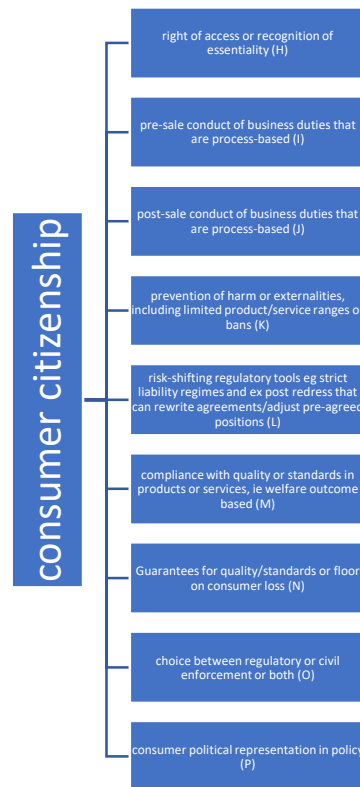 consumer citizenship
right of access or recognition of
essentiality (H)
pre-sale conduct of business duties that
are process-based (I)
post-sale conduct of business duties that
are process-based (J)
prevention of harm or externalities,
including limited product/service ranges or
bans (K)
risk-shifting regulatory tools eg strict
liability regimes and ex post redress that
can rewrite agreements/adjust pre-agreed
positions (L)
compliance with quality or standards in
products or services, ie welfare outcome
based (M)
Guarantees for quality/standards or floor
on consumer loss (N)
choice between regulatory or civil
enforcement or both (O)
consumer political representation in policy
(P)